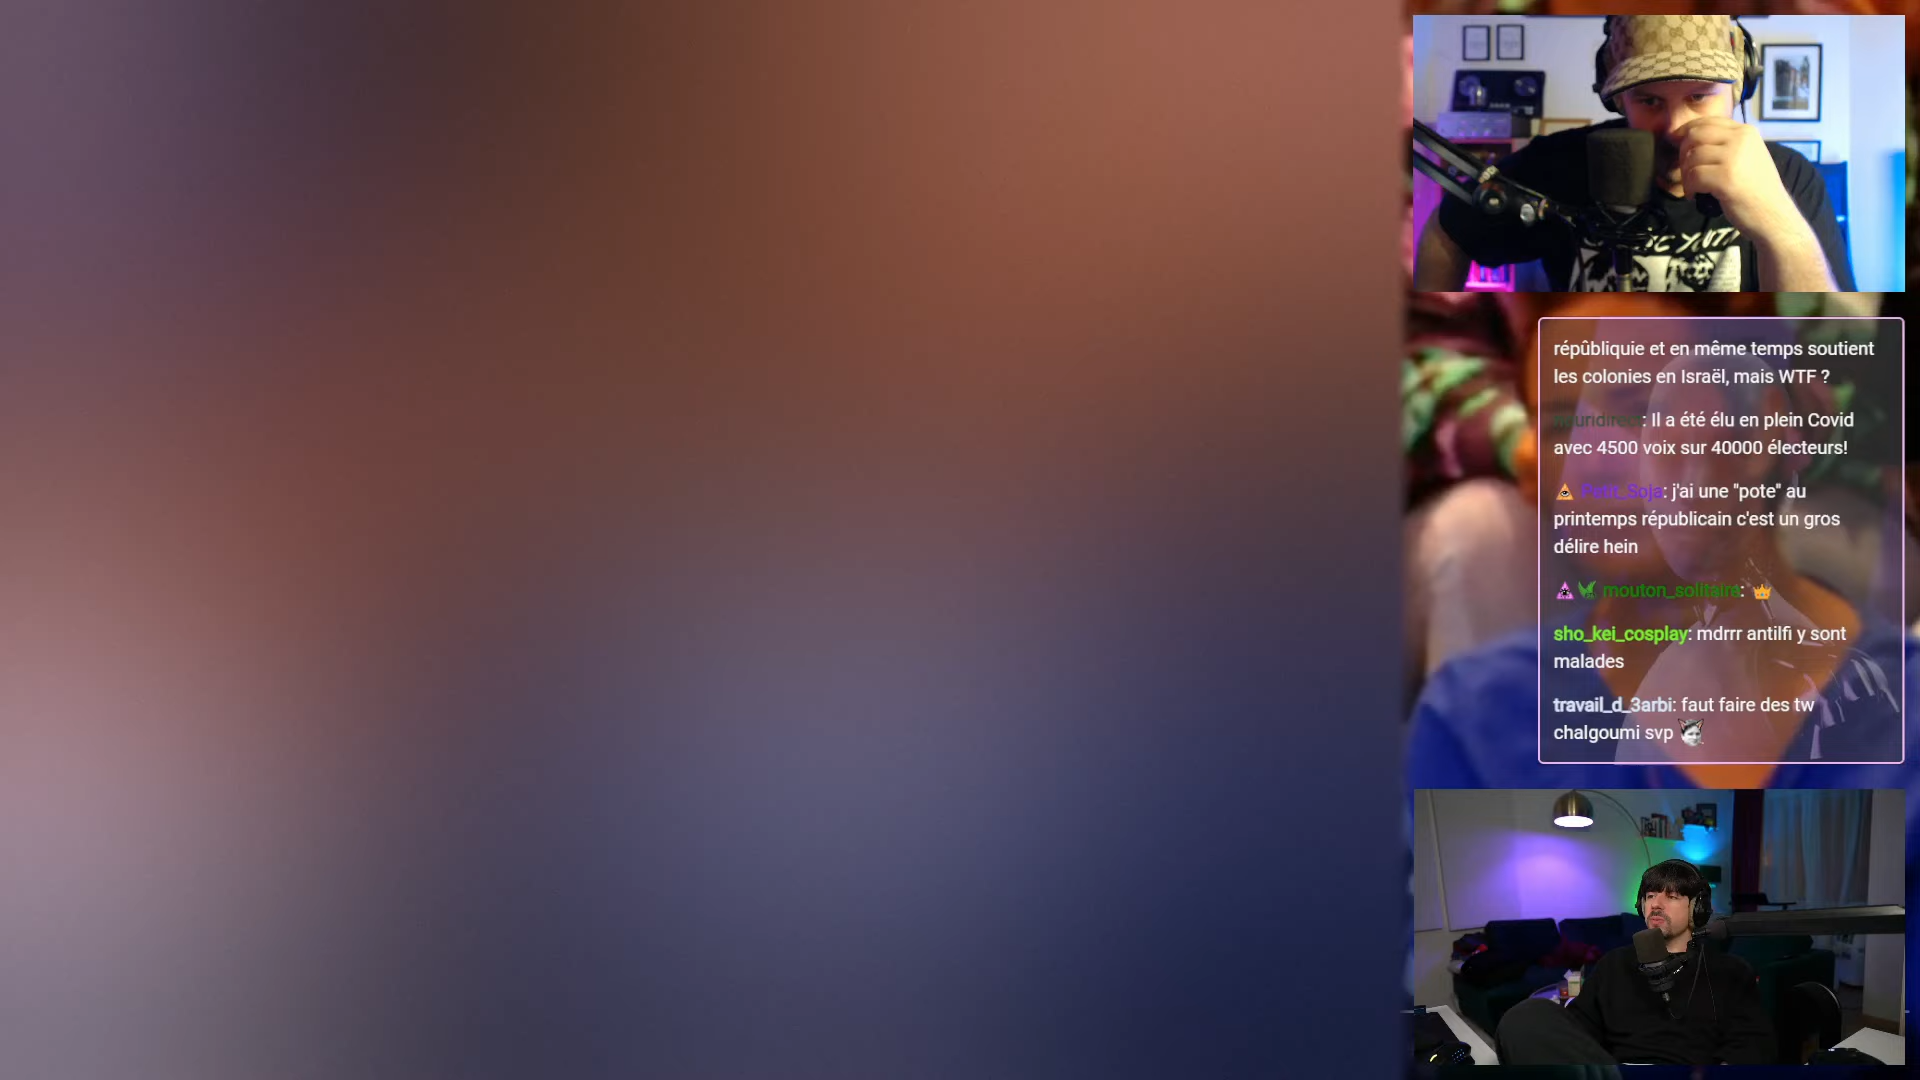 répûbliquie et en même temps soutient
les colonies en Israël, mais WTF ?
: Il a été élu en plein Covid
avec 4500 voix sur 40000 électeurs!
Petit_Soja: j'ai une "pote" au
printemps républicain c'est un gros
délire hein
mouton_solitaire:
sho_kei_cosplay: mdrrr antilfi y sont
malades
travail_d_3arbi: faut faire des tw
chalgoumi svp